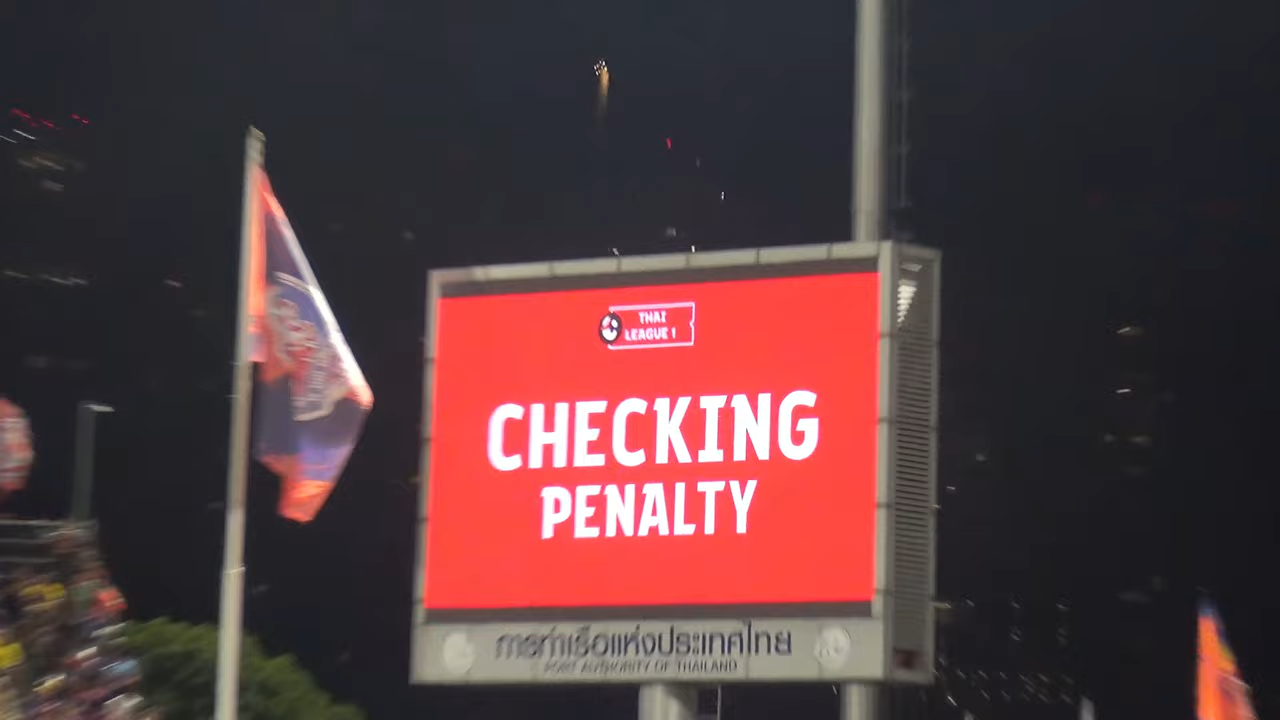 THAI
LEAGUE 1
CHECKING
PENALTY
การท่าเรือแห่งประเทศไทย
PORT AUTHORITY OF THAILAND